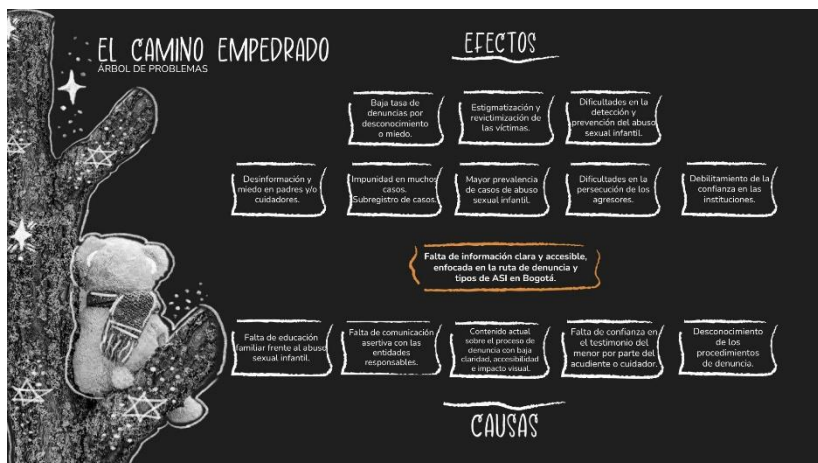 EL CAMINO EMPEDRADO
ÁRBOL DE PROBLEMAS
EFECTOS
Baja tasa de
denuncias por
desconocimiento
o miedo.
Estigmatización y
revictimización de
las víctimas.
Dificultades en la
detección y
prevención del abuso
sexual infantil.
Desinformación y
miedo en padres y/o
cuidadores.
Impunidad en muchos
casos.
Subregistro de casos.
Mayor prevalencia
de casos de abuso
sexual infantil.
Dificultades en la
persecución de los
agresores.
Debilitamiento de la
confianza en las
instituciones.
Falta de información clara y accesible,
enfocada en la ruta de denuncia y
tipos de ASI en Bogotá.
Falta de educación
familiar frente al abuso
sexual infantil.
Falta de comunicación
asertiva con las
entidades
responsables.
Contenido actual
sobre el proceso de
denuncia con baja
claridad, accesibilidad
e impacto visual.
Falta de confianza en
el testimonio del
menor por parte del
acudiente o cuidador.
Desconocimiento
de los
procedimientos
de denuncia.
CAUSAS